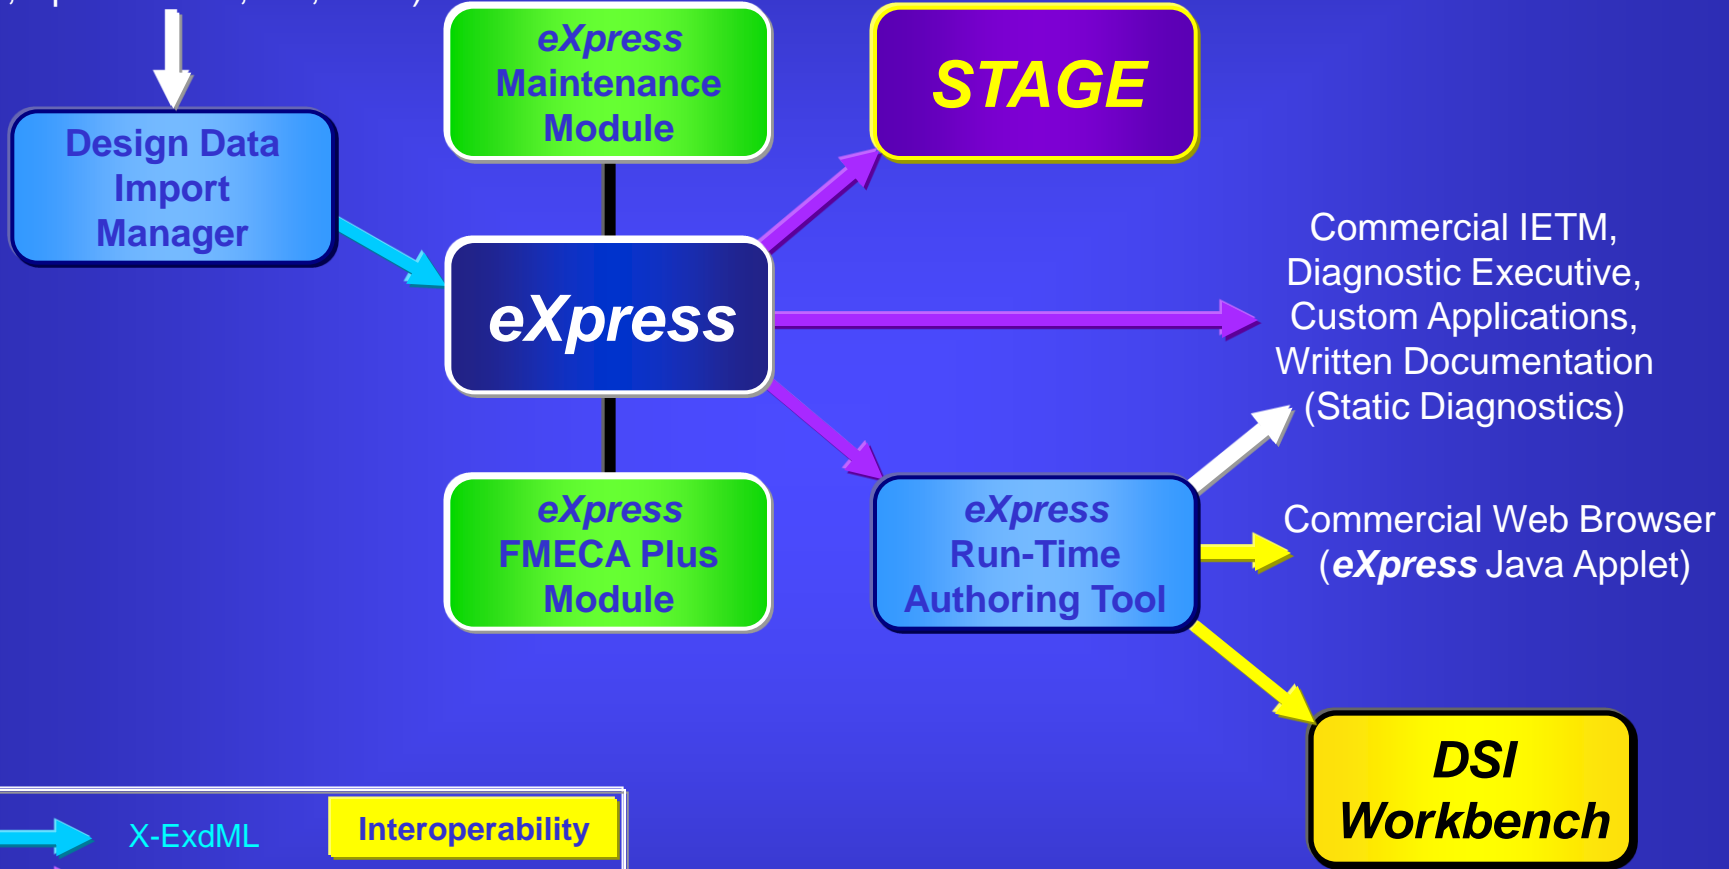 eXpress
Maintenance
Module
STAGE
Design Data
Import
Manager
Commercial IETM,
Diagnostic Executive,
Custom Applications,
Written Documentation
(Static Diagnostics)
eXpress
eXpress
FMECA Plus
Module
eXpress
Run-Time
Authoring Tool
Commercial Web Browser
(eXpress Java Applet)
DSI
Workbench
X-ExdML
Interoperability